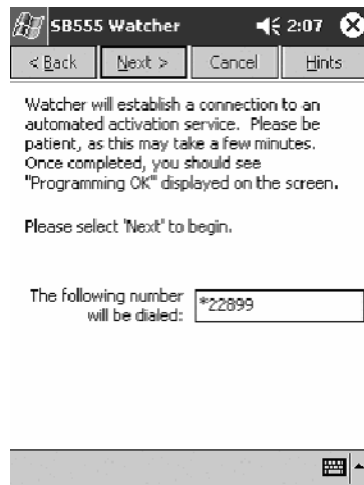 SB555 Watcher 2:07
< Back Next > Cancel Hints
Watcher will establish a connection to an
automated activation service. Please be
patient, as this may take a few minutes.
Once completed, you should see
"Programming OK" displayed on the screen.
Please select 'Next' to begin.
The following number
will be dialed: *22899